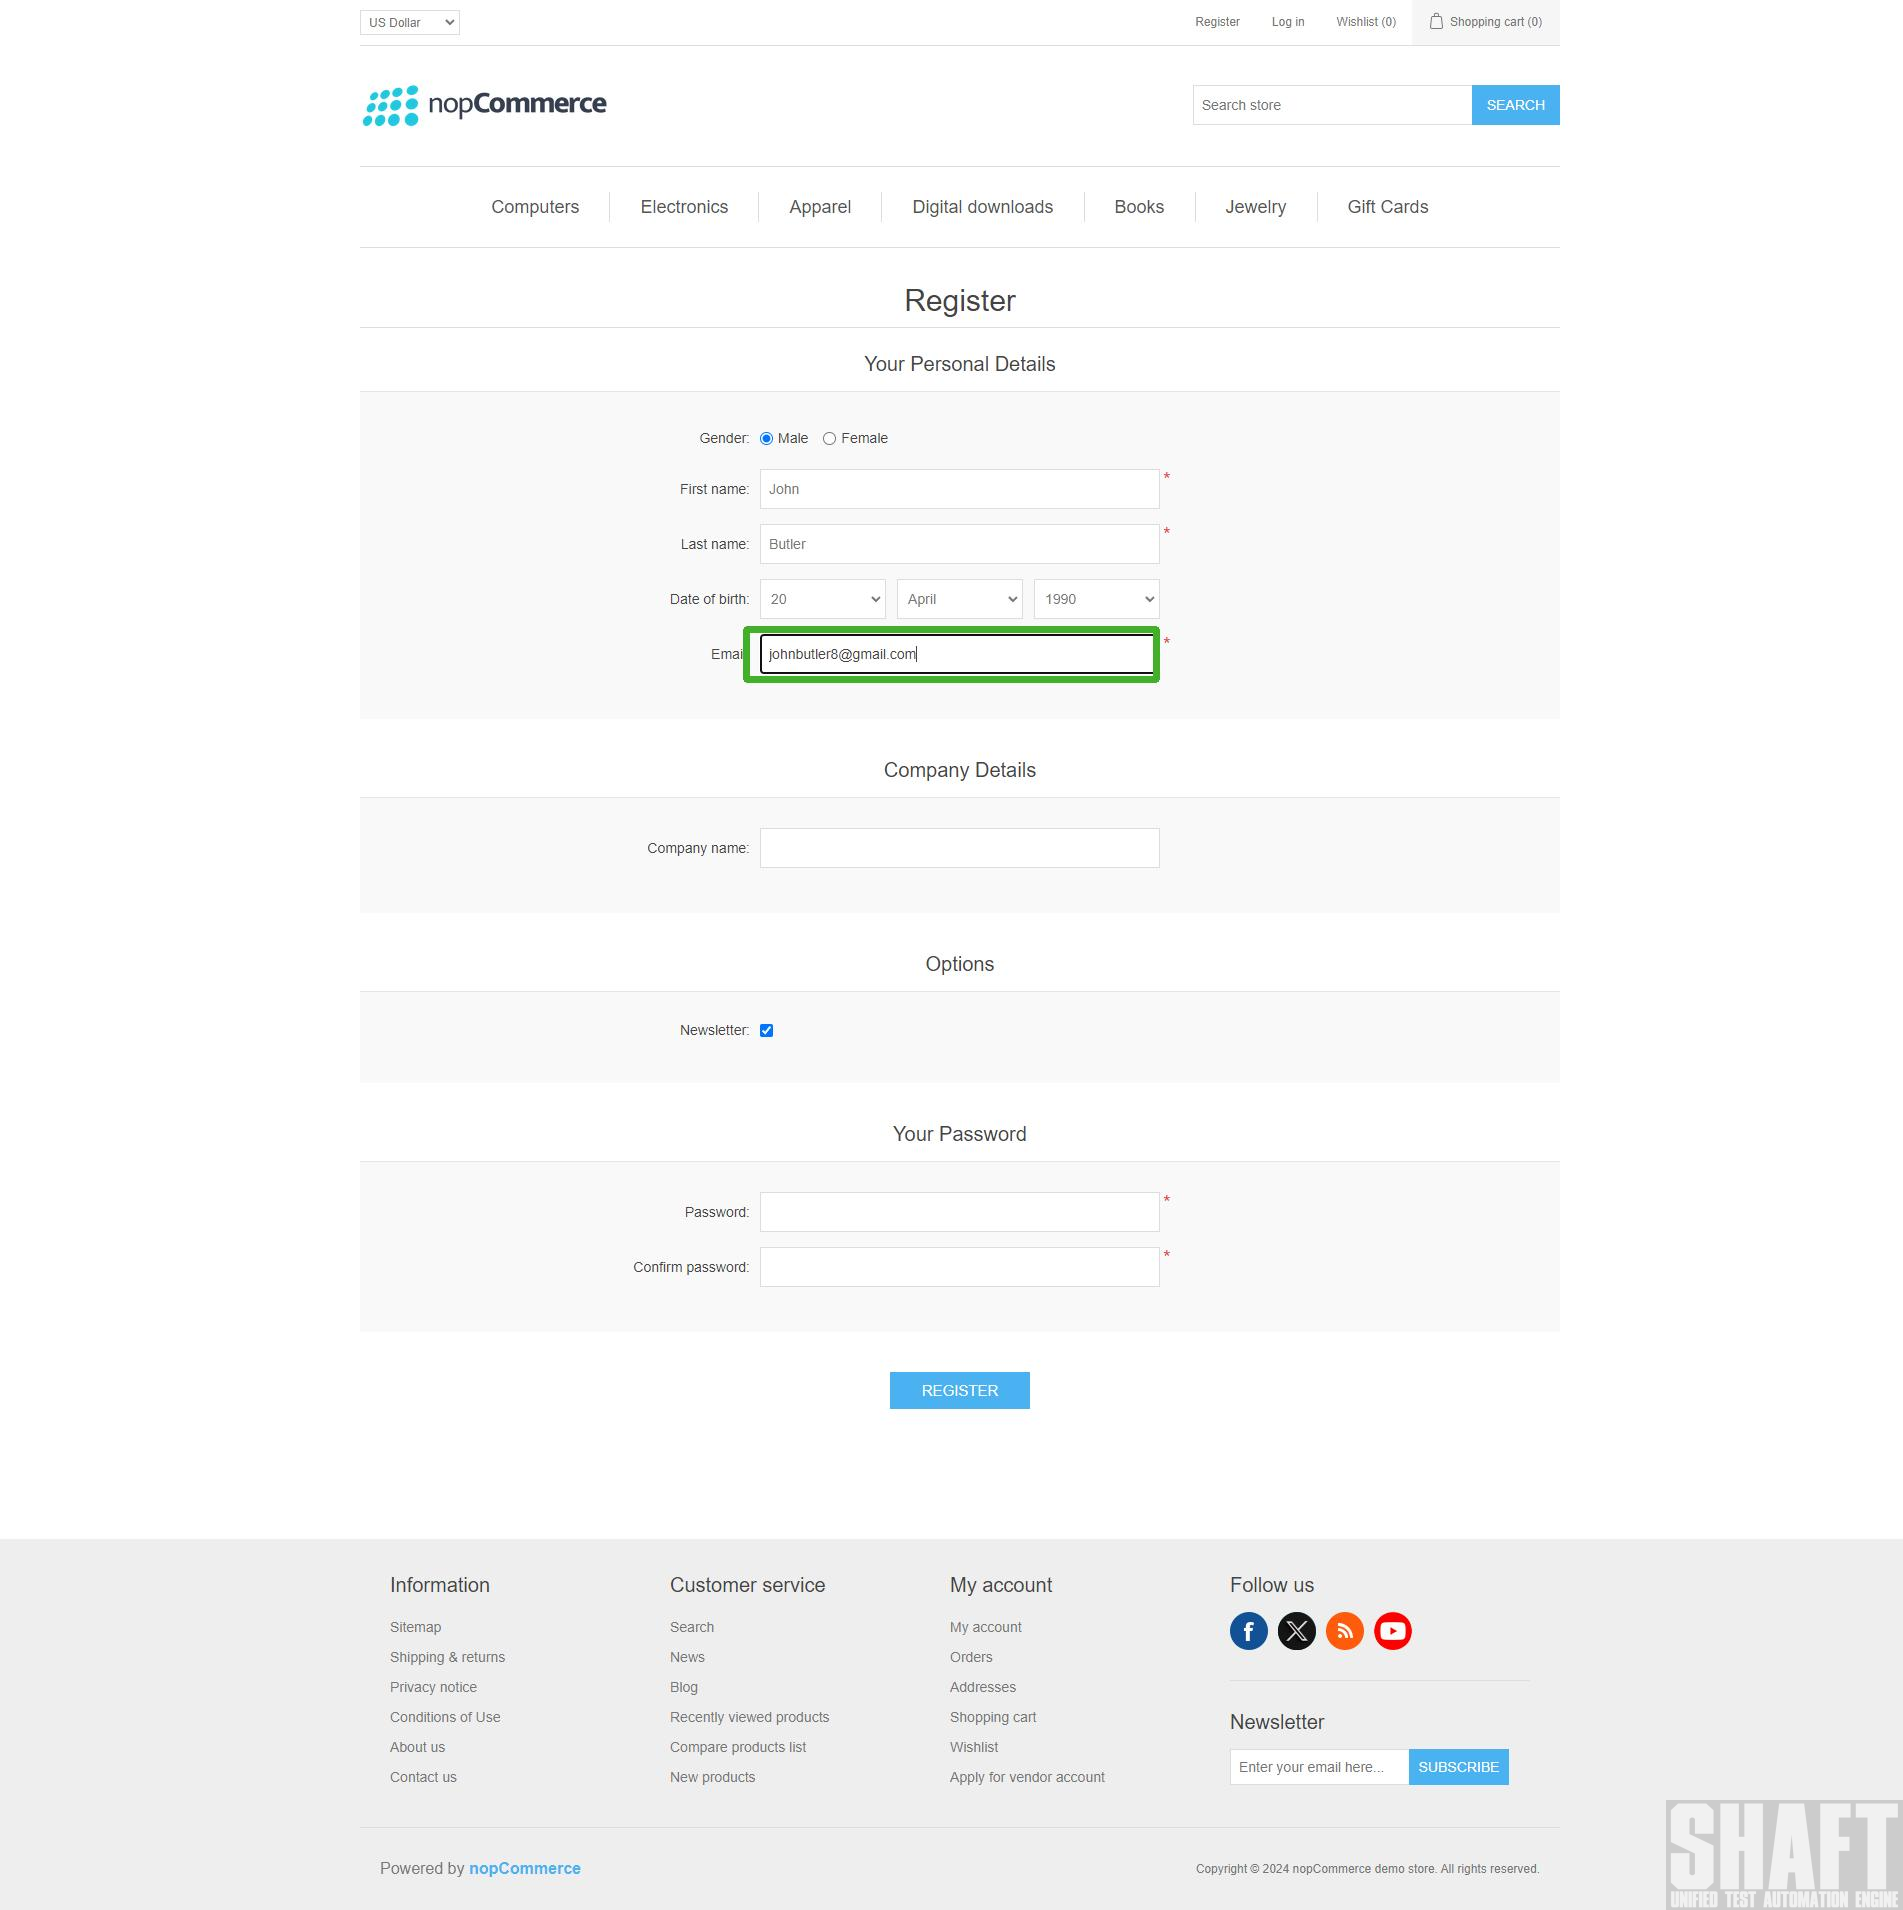 US Dollar Register Log in Wishlist (0) Shopping cart (0)
nopCommerce Search store SEARCH
Computers Electronics Apparel Digital downloads Books Jewelry Gift Cards
Register
Your Personal Details
Gender: Male Female
First name: John *
Last name: Butler *
Date of birth: 20 April 1990
Emai johnbutler8@gmail.com *
Company Details
Company name:
Options
Newsletter:
Your Password
Password: *
Confirm password: *
REGISTER
Information Customer service My account Follow us
Sitemap Search My account
Shipping & returns News Orders
Privacy notice Blog Addresses
Conditions of Use Recently viewed products Shopping cart Newsletter
About us Compare products list Wishlist
Contact us New products Apply for vendor account Enter your email here... SUBSCRIBE
Powered by nopCommerce Copyright © 2024 nopCommerce demo store. All rights reserved.
SHAFT
UNIFIED TEST AUTOMATION ENGINE